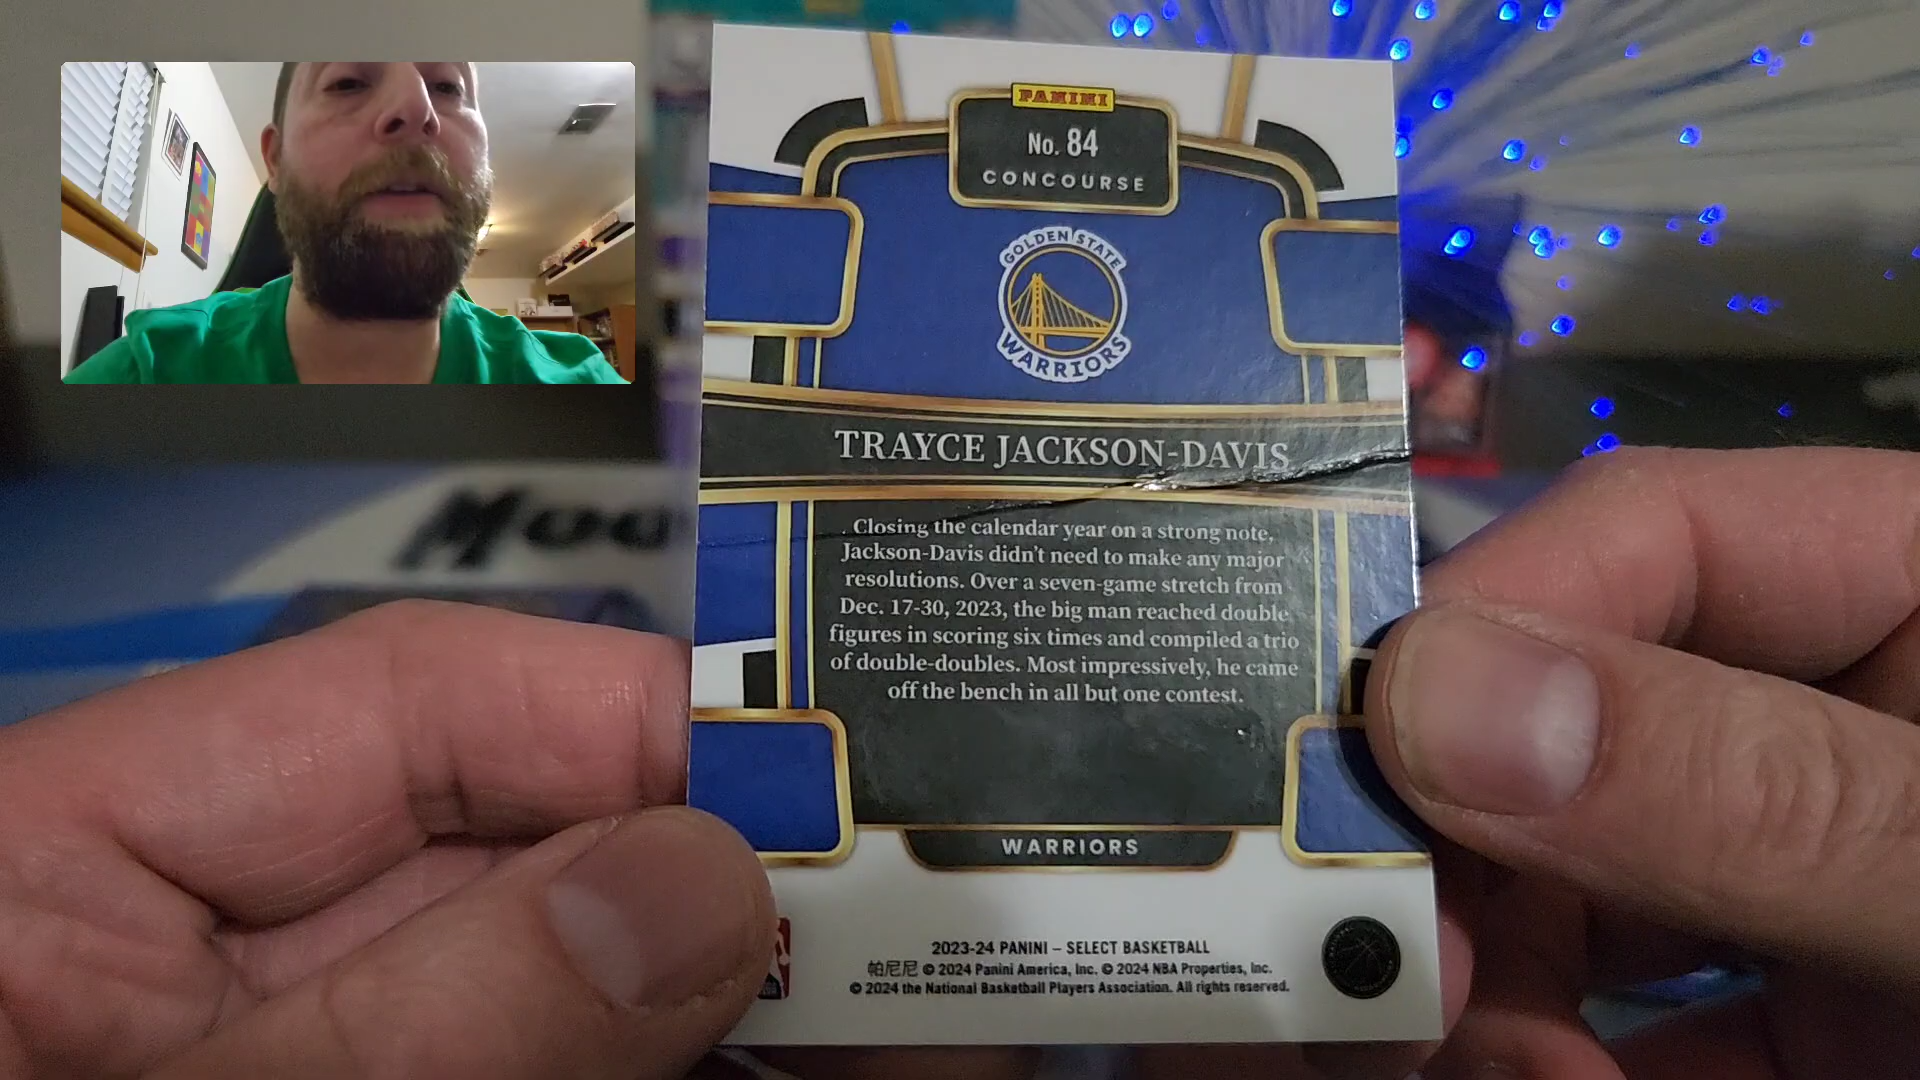 PANINI
No. 84
CONCOURSE
GOLDEN STATE
WARRIORS
TRAYCE JACKSON-DAVIS
Closing the calendar year on a strong note,
Jackson-Davis didn't need to make any major
resolutions. Over a seven-game stretch from
Dec. 17-30, 2023, the big man reached double
figures in scoring six times and compiled a trio
of double-doubles. Most impressively, he came
off the bench in all but one contest.
WARRIORS
2023-24 PANINI – SELECT BASKETBALL
帕尼尼 © 2024 Panini America, Inc. © 2024 NBA Properties, Inc.
© 2024 the National Basketball Players Association. All rights reserved.